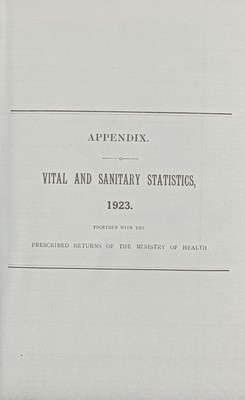 APPENDIX.
VITAL AND SANITARY STATISTICS,
1923.
TOGETHER WITH THE
PRESCRIBED RETURNS OF THE MINISTRY OF HEALTH